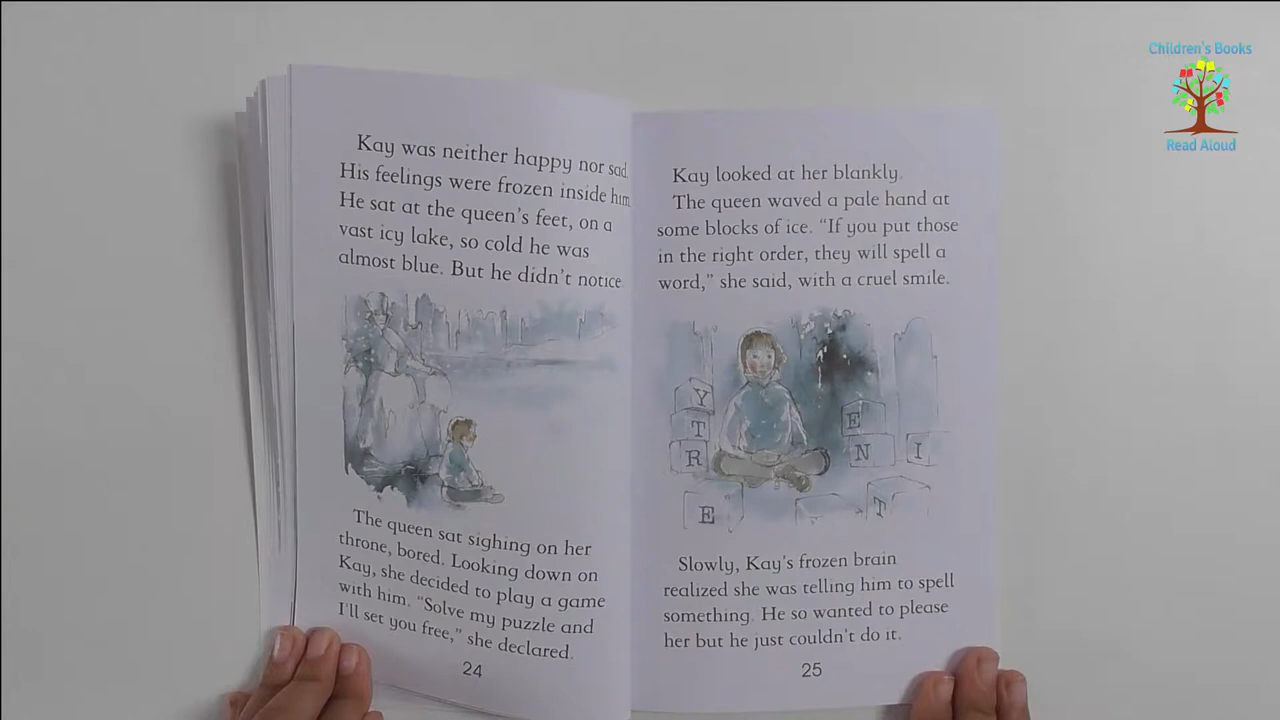 Kay was neither happy nor sad.
His feelings were frozen inside him.
He sat at the queen's feet, on a
vast icy lake, so cold he was
almost blue. But he didn't notice.
The queen sat sighing on her
throne, bored. Looking down on
Kay, she decided to play a game
with him. “Solve my puzzle and
I'll set you free,” she declared.
24
Kay looked at her blankly.
The queen waved a pale hand at
some blocks of ice. “If you put those
in the right order, they will spell a
word,” she said, with a cruel smile.
Y
T
R
E
E
N
I
T
Slowly, Kay's frozen brain
realized she was telling him to spell
something. He so wanted to please
her but he just couldn't do it.
25
Children's Books
Read Aloud